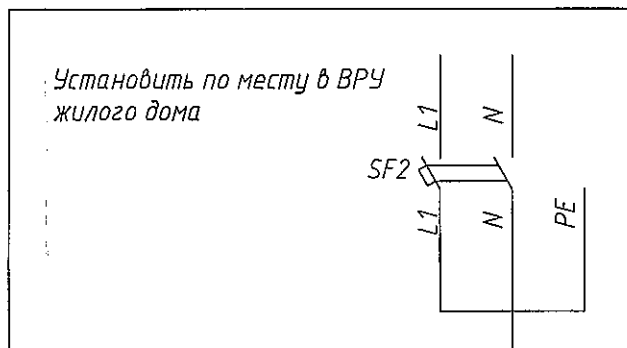 Установить по месту в ВРУ
жилого дома
L1
N
SF2
L1
N
PE